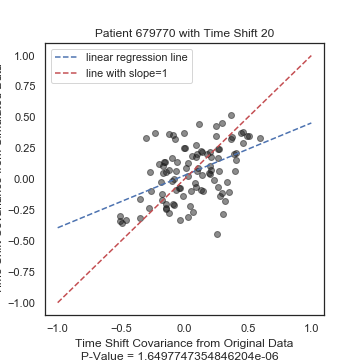 Patient 679770 with Time Shift 20
linear regression line
line with slope=1
1.00
0.75
0.50
0.25
0.00
−0.25
−0.50
−0.75
−1.00
−1.0
−0.5
0.0
0.5
1.0
Time Shift Covariance from Original Data
P-Value = 1.6497747354846204e-06